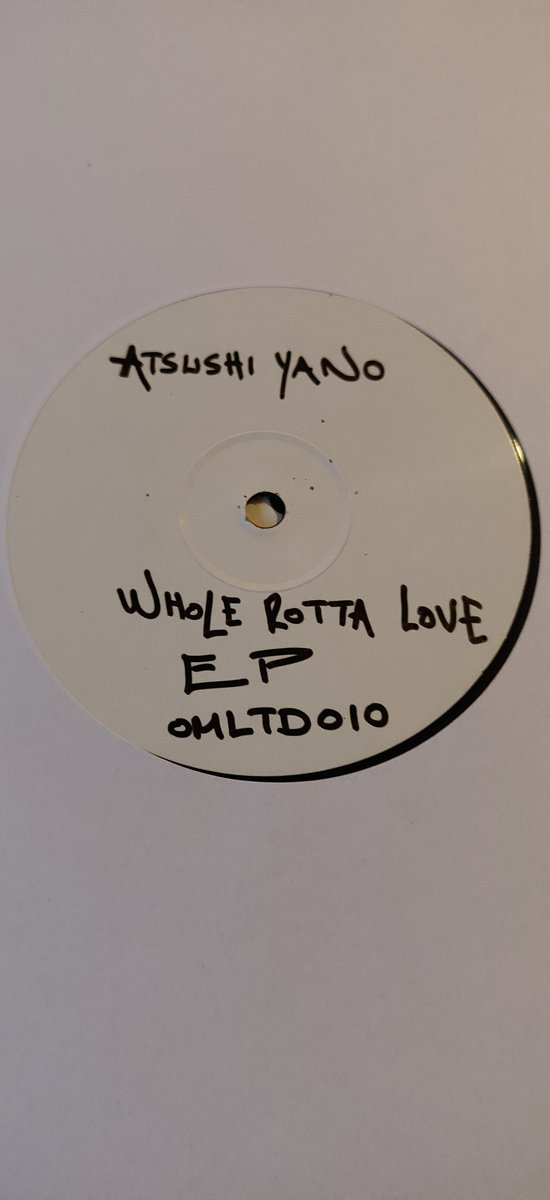 ATSUSHI YANO
WHOLE ROTTA LOVE
EP
OMLTD010